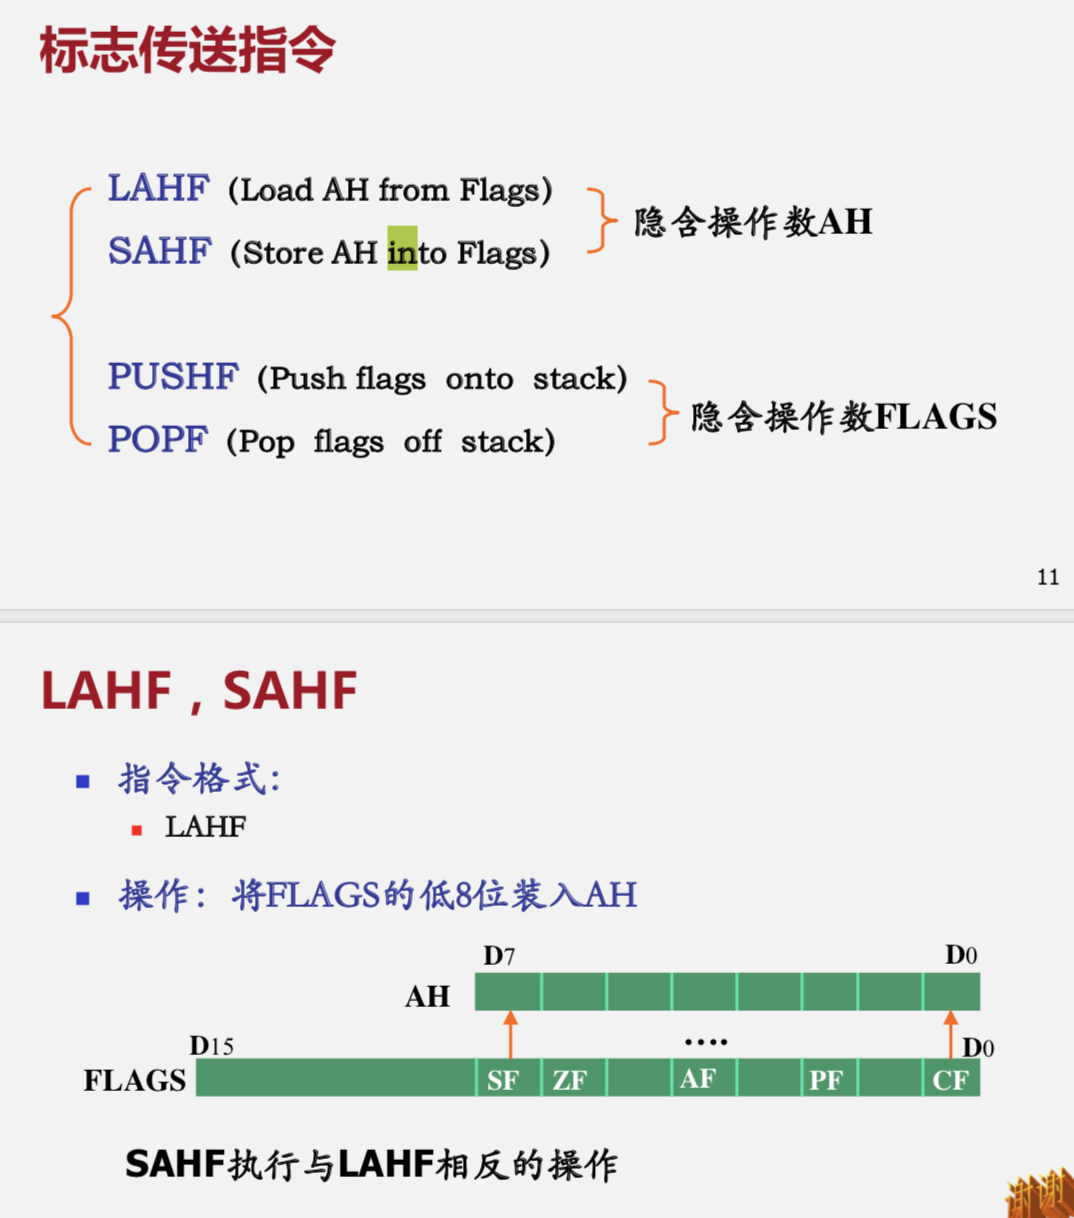 标志传送指令
LAHF (Load AH from Flags)
SAHF (Store AH into Flags)
隐含操作数AH
PUSHF (Push flags onto stack)
POPF (Pop flags off stack)
隐含操作数FLAGS
11
LAHF，SAHF
指令格式:
LAHF
操作: 将FLAGS的低8位装入AH
D7 D0
AH
....
D15 D0
FLAGS SF ZF AF PF CF
SAHF执行与LAHF相反的操作
谢谢